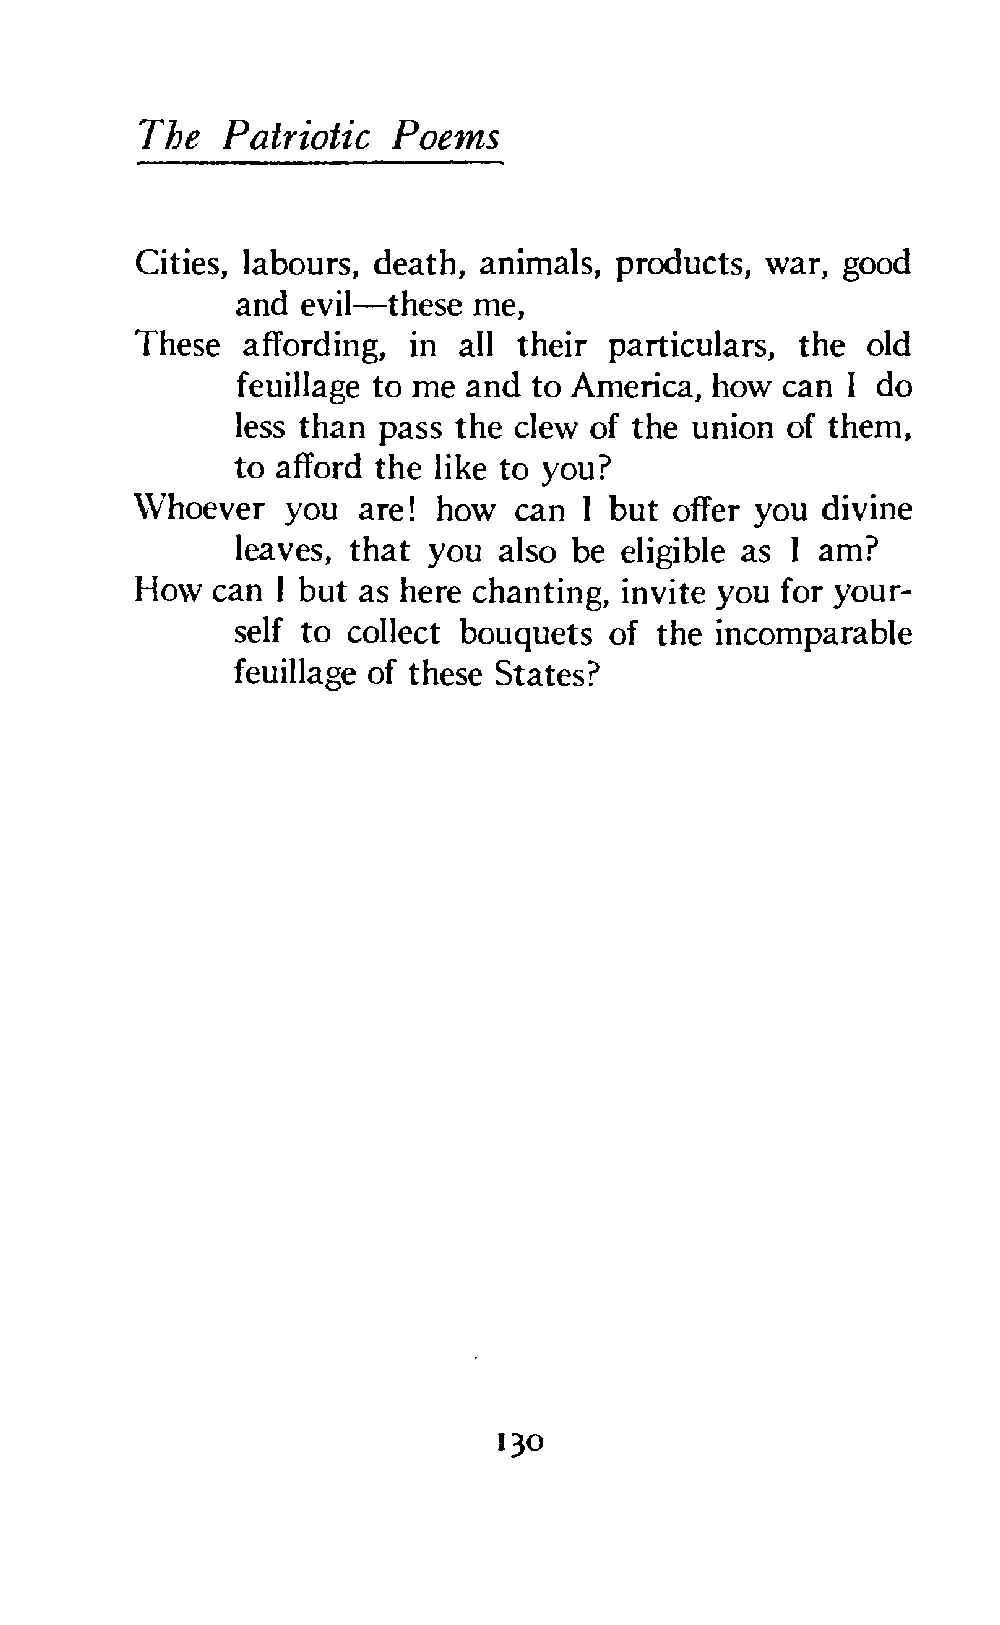 The Patriotic Poems
Cities, labours, death, animals, products, war, good
and evil—these me,
These affording, in all their particulars, the old
feuillage to me and to America, how can I do
less than pass the clew of the union of them,
to afford the like to you?
Whoever you are! how can I but offer you divine
leaves, that you also be eligible as I am?
How can I but as here chanting, invite you for your-
self to collect bouquets of the incomparable
feuillage of these States?
130